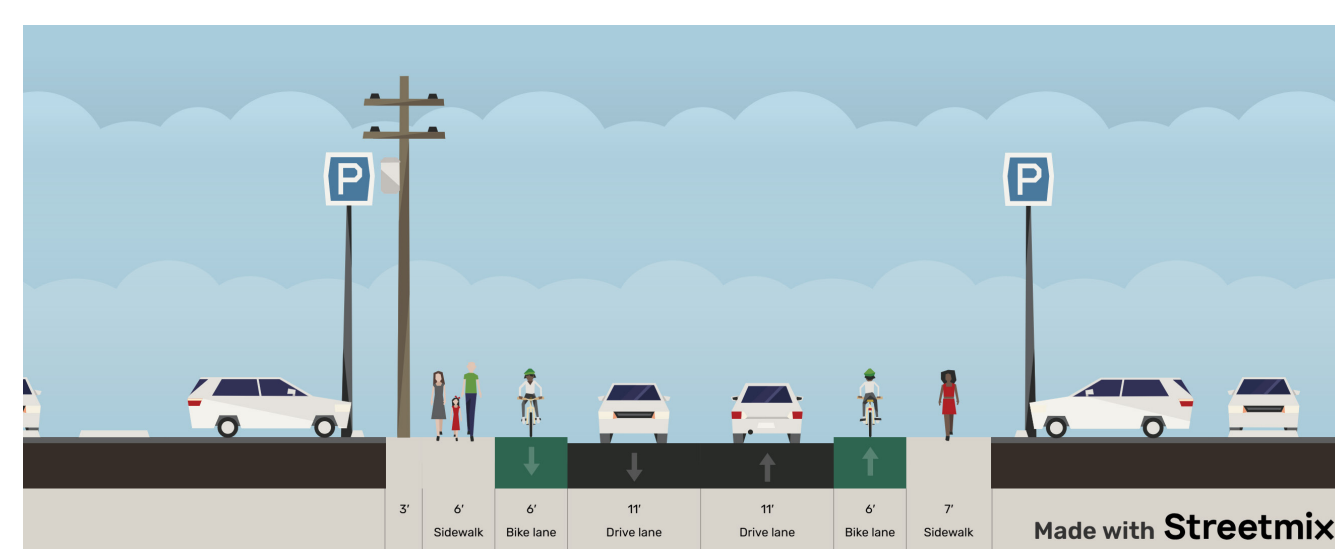 P
P
3′ 6′ 6′ 11′ 11′ 6′ 7′
Sidewalk Bike lane Drive lane Drive lane Bike lane Sidewalk
Made with Streetmix